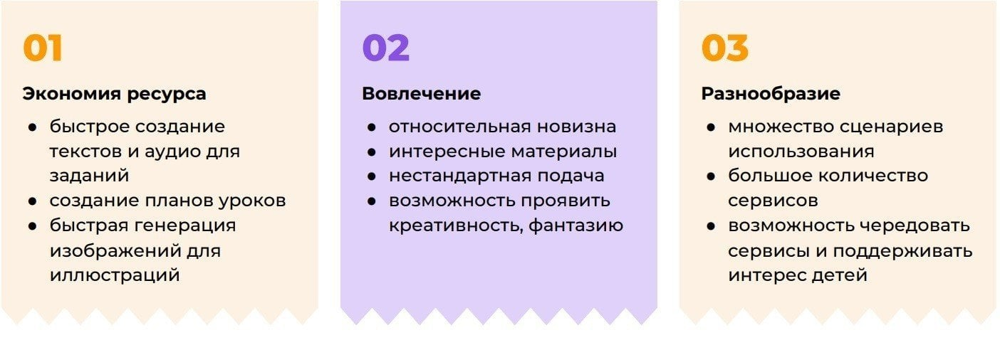 01
Экономия ресурса
● быстрое создание
текстов и аудио для
заданий
● создание планов уроков
● быстрая генерация
изображений для
иллюстраций
02
Вовлечение
● относительная новизна
● интересные материалы
● нестандартная подача
● возможность проявить
креативность, фантазию
03
Разнообразие
● множество сценариев
использования
● большое количество
сервисов
● возможность чередовать
сервисы и поддерживать
интерес детей